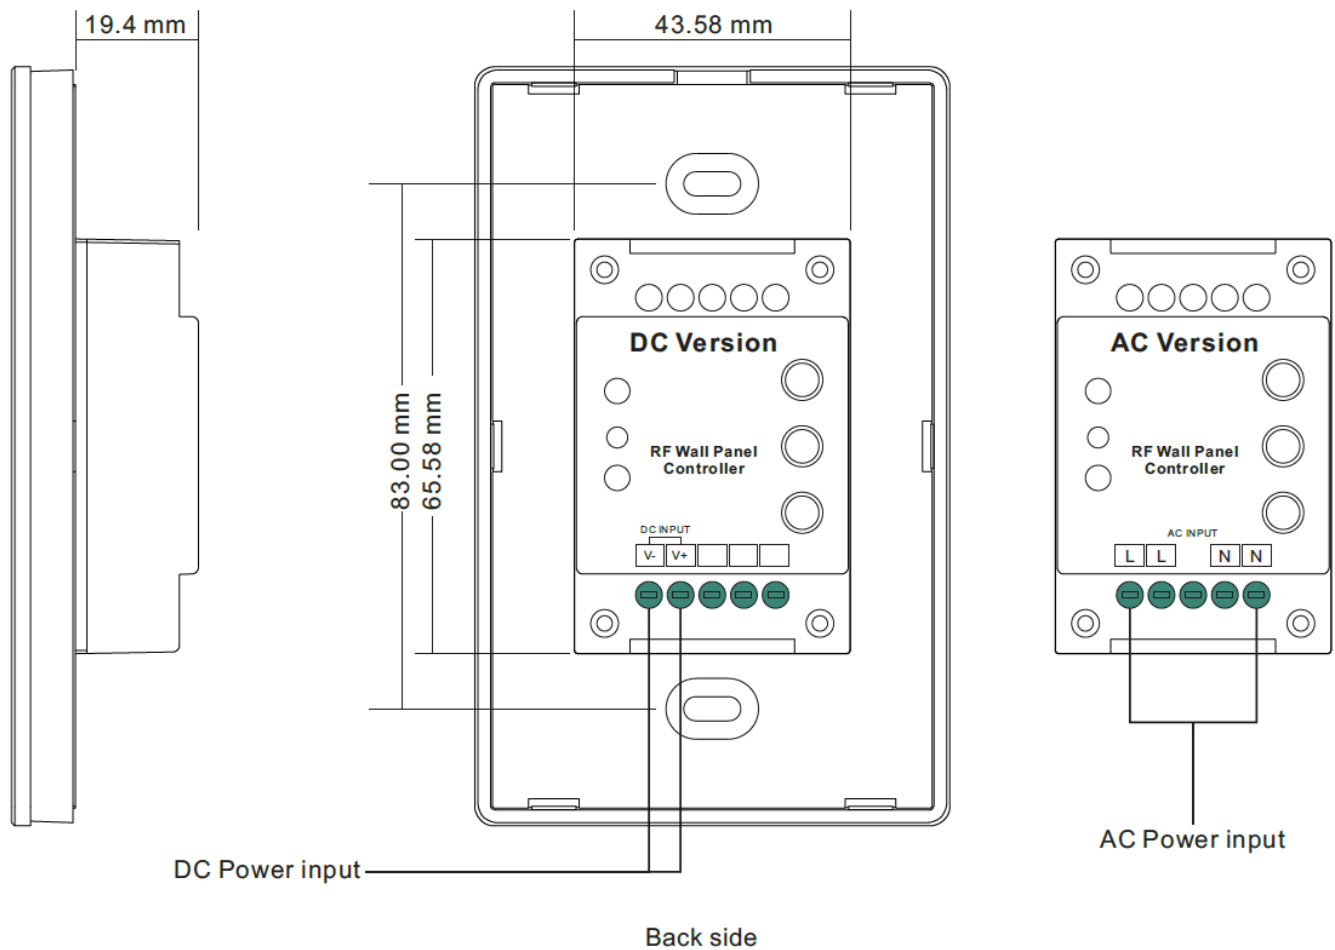 19.4 mm
43.58 mm
83.00 mm
65.58 mm
DC Version
RF Wall Panel
Controller
DC INPUT
V- V+
AC Version
RF Wall Panel
Controller
AC INPUT
L L N N
DC Power input
AC Power input
Back side